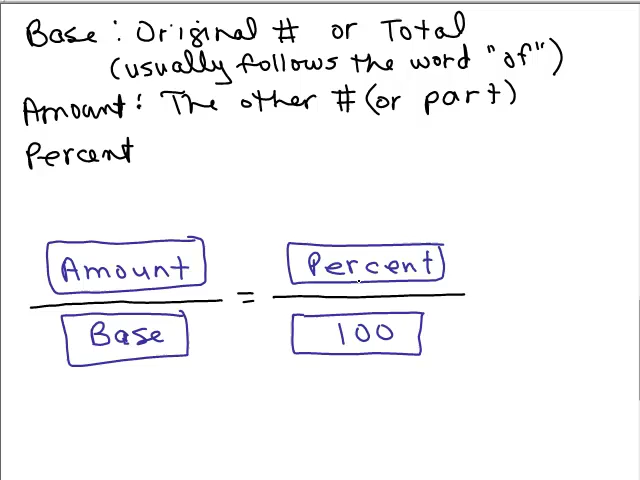 Base: Original # or Total
(usually follows the word "of")
Amount: The other # (or part)
Percent
Amount = Percent
Base 100